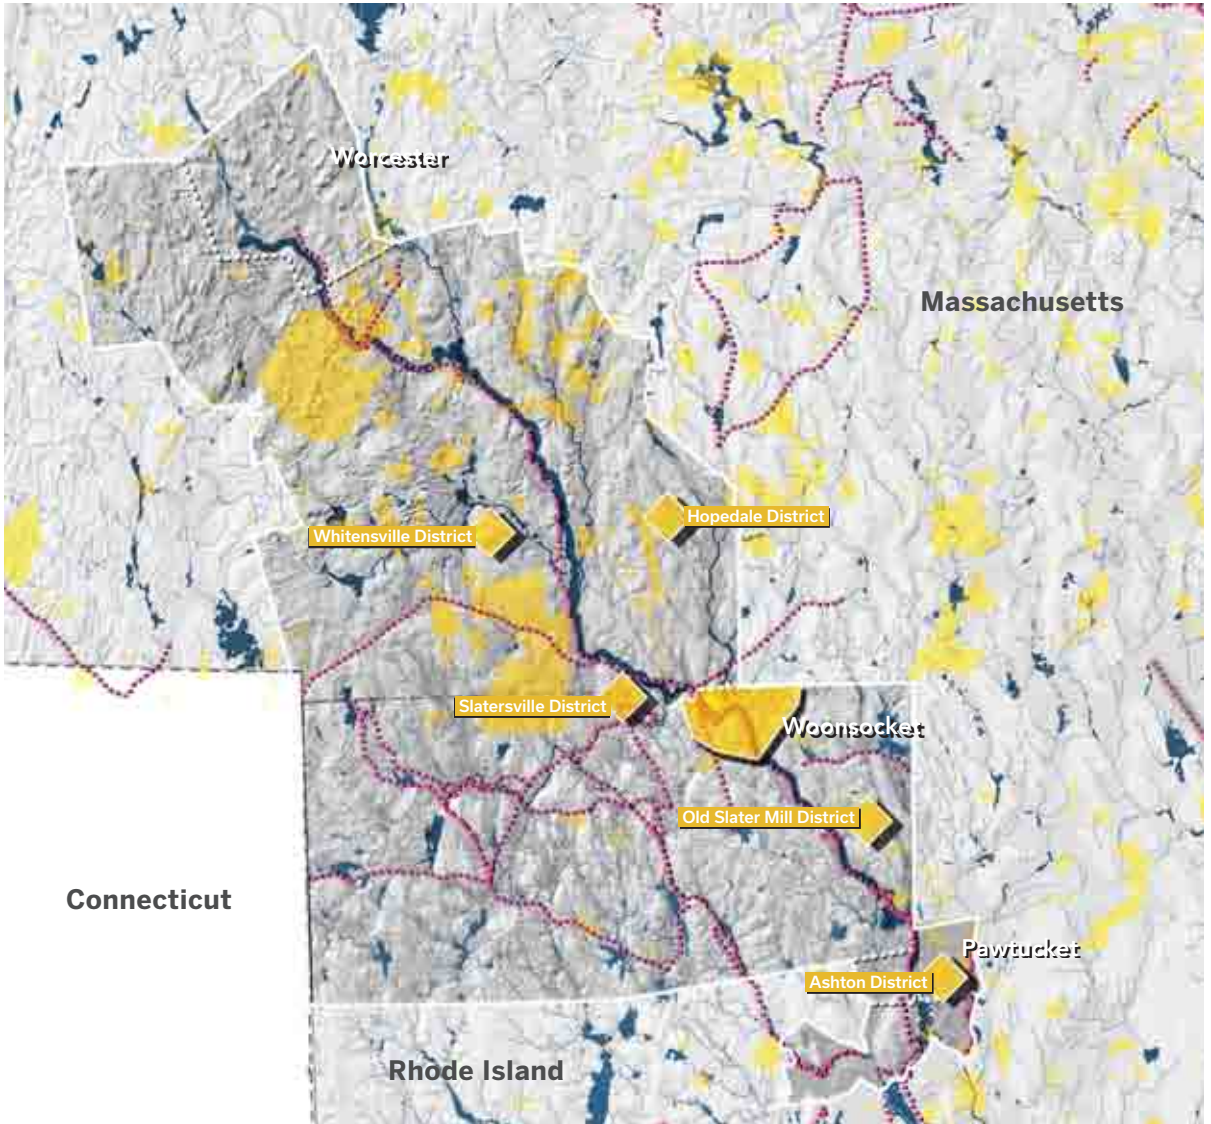 Worcester
Massachusetts
Hopedale District
Whitensville District
Slatersville District
Woonsocket
Old Slater Mill District
Connecticut
Pawtucket
Ashton District
Rhode Island